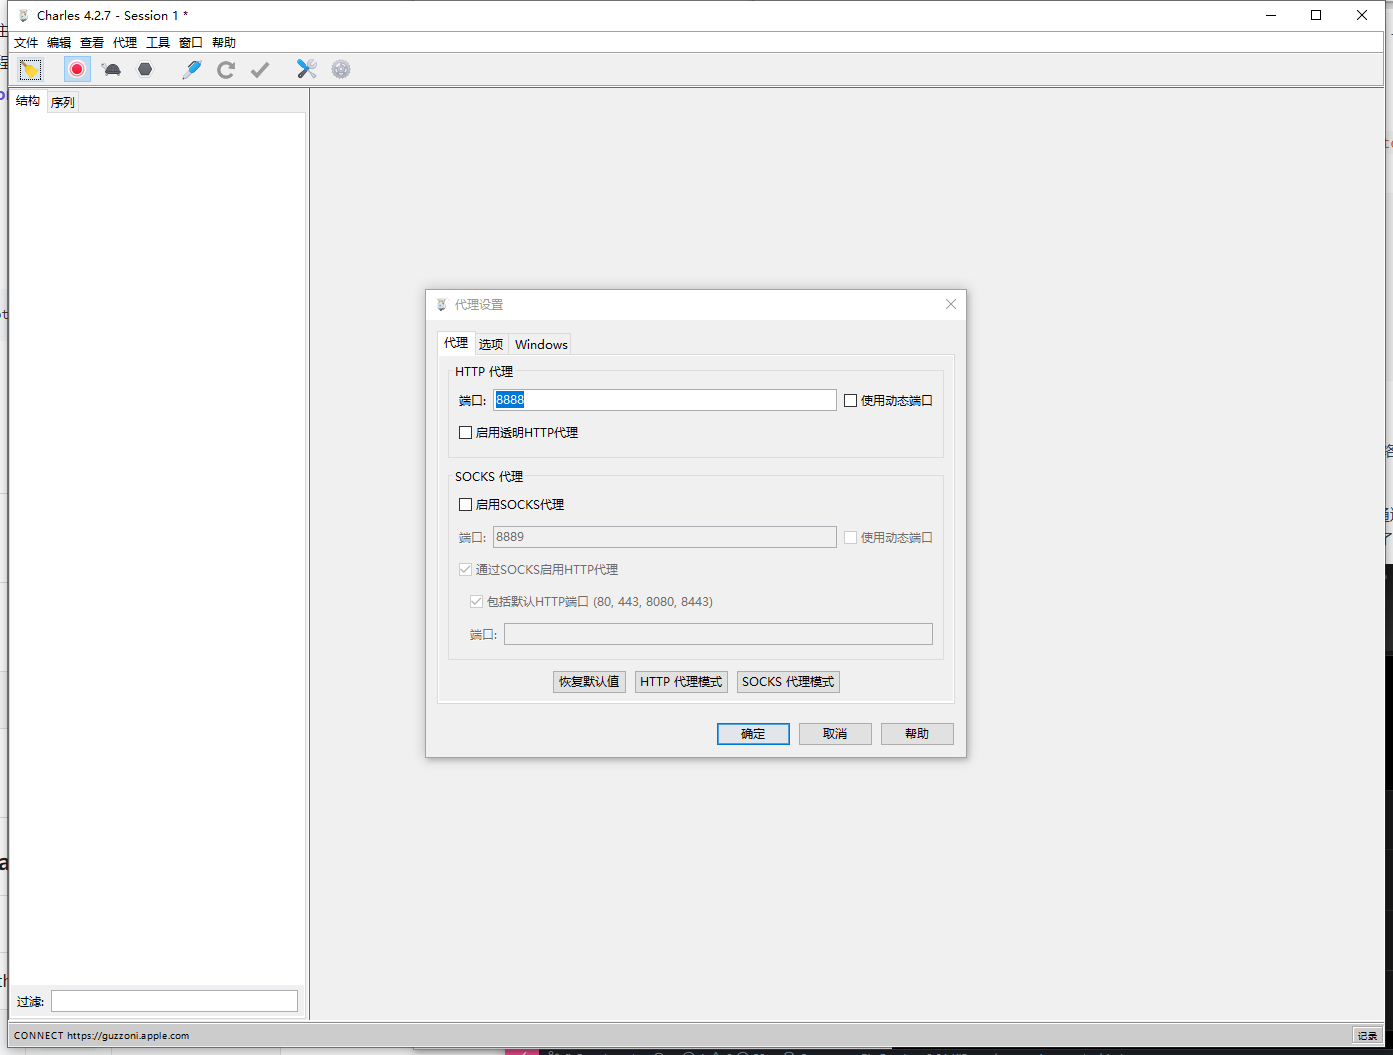 Charles 4.2.7 - Session 1 *
文件 编辑 查看 代理 工具 窗口 帮助
结构 序列
代理设置
代理 选项 Windows
HTTP 代理
端口: 8888 使用动态端口
启用透明HTTP代理
SOCKS 代理
启用SOCKS代理
端口: 8889 使用动态端口
通过SOCKS启用HTTP代理
包括默认HTTP端口 (80, 443, 8080, 8443)
端口:
恢复默认值 HTTP 代理模式 SOCKS 代理模式
确定 取消 帮助
过滤:
CONNECT https://guzzoni.apple.com 记录